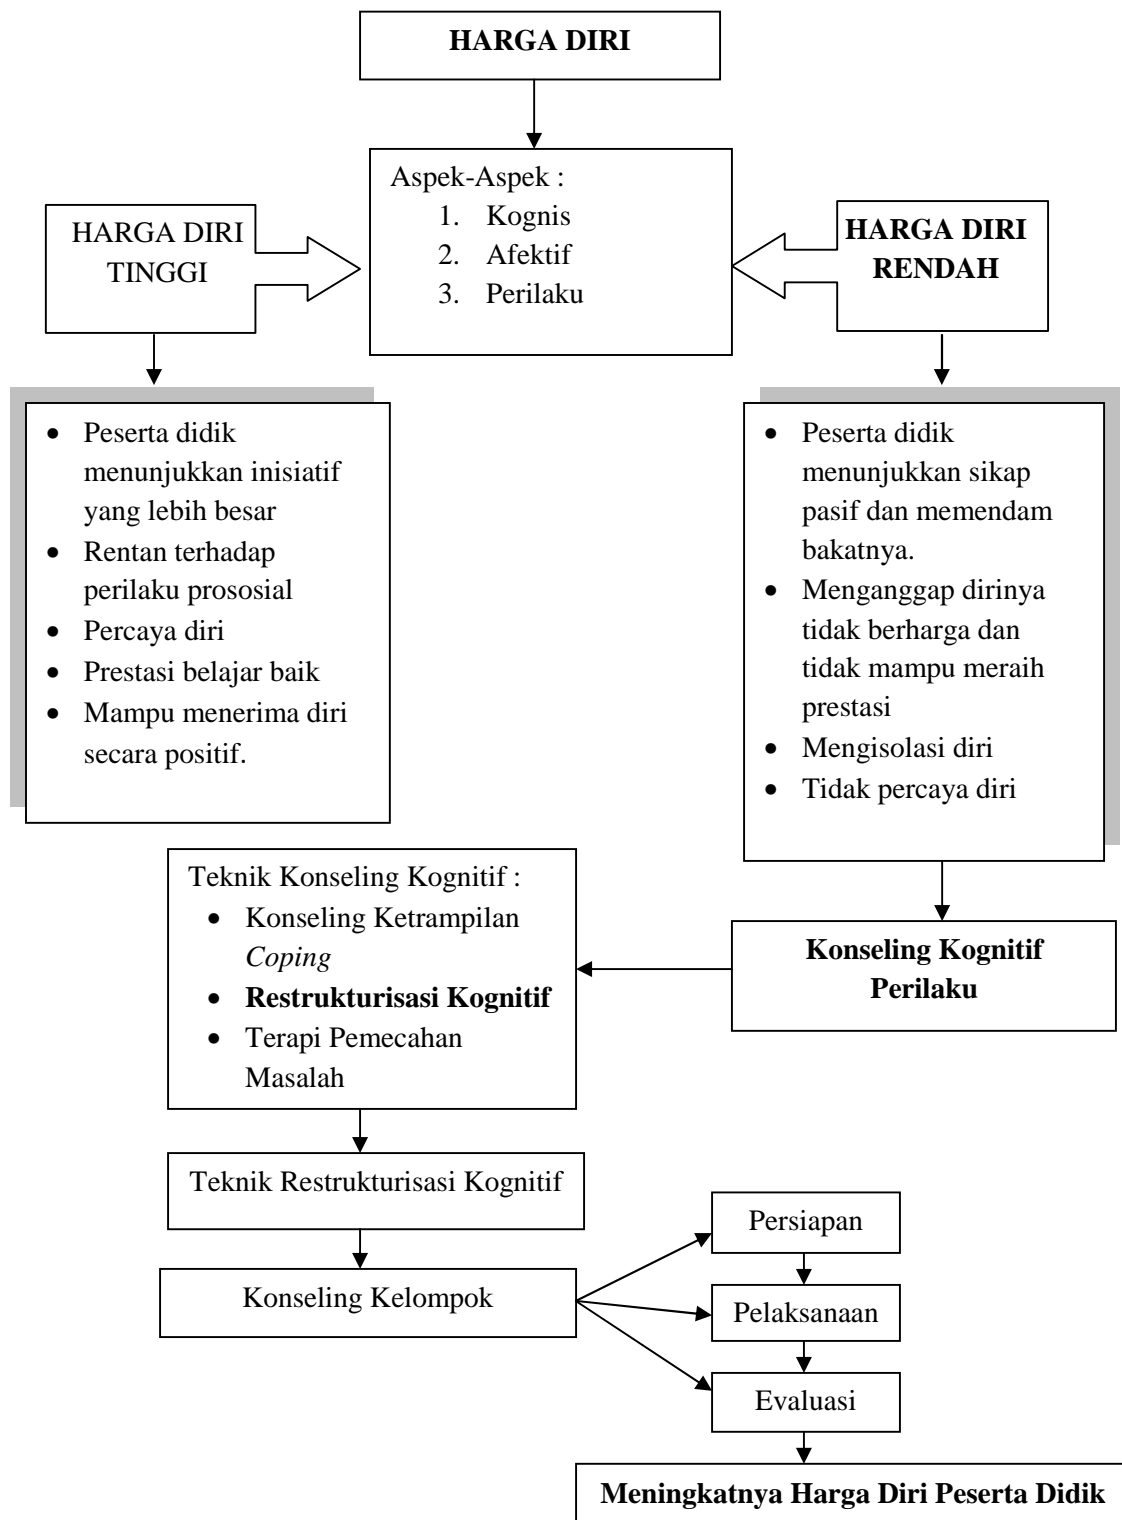 HARGA DIRI
Aspek-Aspek :
1. Kognis
2. Afektif
3. Perilaku
HARGA DIRI
TINGGI
HARGA DIRI
RENDAH
• Peserta didik
menunjukkan inisiatif
yang lebih besar
• Rentan terhadap
perilaku prososial
• Percaya diri
• Prestasi belajar baik
• Mampu menerima diri
secara positif.
• Peserta didik
menunjukkan sikap
pasif dan memendam
bakatnya.
• Menganggap dirinya
tidak berharga dan
tidak mampu meraih
prestasi
• Mengisolasi diri
• Tidak percaya diri
Konseling Kognitif
Perilaku
Teknik Konseling Kognitif :
• Konseling Ketrampilan
Coping
• Restrukturisasi Kognitif
• Terapi Pemecahan
Masalah
Teknik Restrukturisasi Kognitif
Konseling Kelompok
Persiapan
Pelaksanaan
Evaluasi
Meningkatnya Harga Diri Peserta Didik